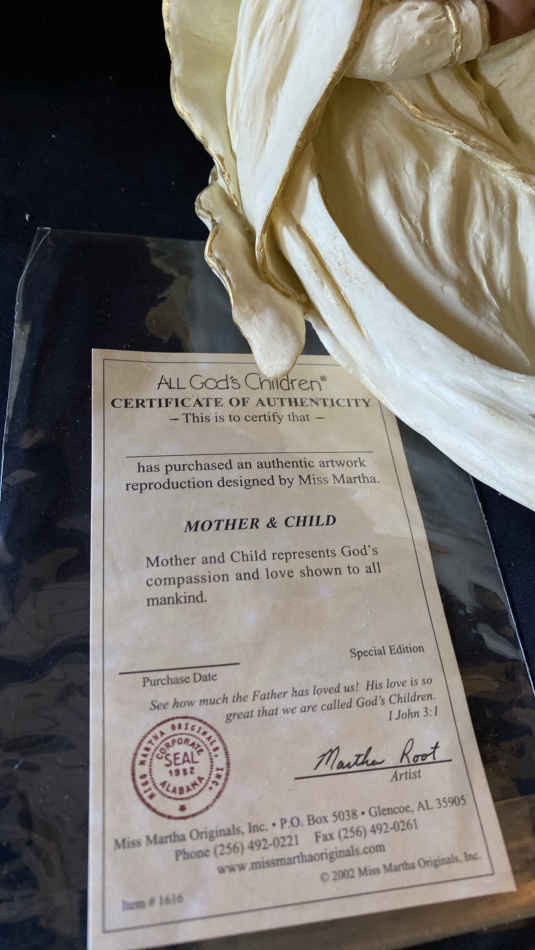 ALL God's Children®
CERTIFICATE OF AUTHENTICITY
– This is to certify that –
has purchased an authentic artwork
reproduction designed by Miss Martha.
MOTHER & CHILD
Mother and Child represents God's
compassion and love shown to all
mankind.
Special Edition
Purchase Date
See how much the Father has loved us! His love is so
great that we are called God's Children.
I John 3:1
MISS MARTHA ORIGINALS, INC.
CORPORATE
SEAL
1982
ALABAMA
Martha Root
Artist
Miss Martha Originals, Inc. • P.O. Box 5038 • Glencoe, AL 35905
Phone (256) 492-0221 Fax (256) 492-0261
www.missmarthaoriginals.com
© 2002 Miss Martha Originals, Inc.
Item # 1616